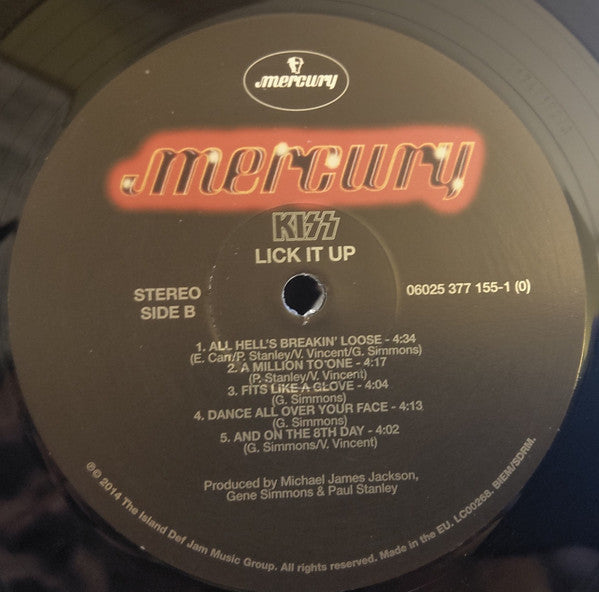 mercury
mercury
KISS
LICK IT UP
STEREO
SIDE B
06025 377 155-1 (0)
1. ALL HELL'S BREAKIN' LOOSE - 4:34
(E. Carr/P. Stanley/V. Vincent/G. Simmons)
2. A MILLION TO ONE - 4:17
(P. Stanley/V. Vincent)
3. FITS LIKE A GLOVE - 4:04
(G. Simmons)
4. DANCE ALL OVER YOUR FACE - 4:13
(G. Simmons)
5. AND ON THE 8TH DAY - 4:02
(G. Simmons/V. Vincent)
Produced by Michael James Jackson,
Gene Simmons & Paul Stanley
℗© 2014 The Island Def Jam Music Group. All rights reserved. Made in the EU. LC00268. BIEM/SDRM.